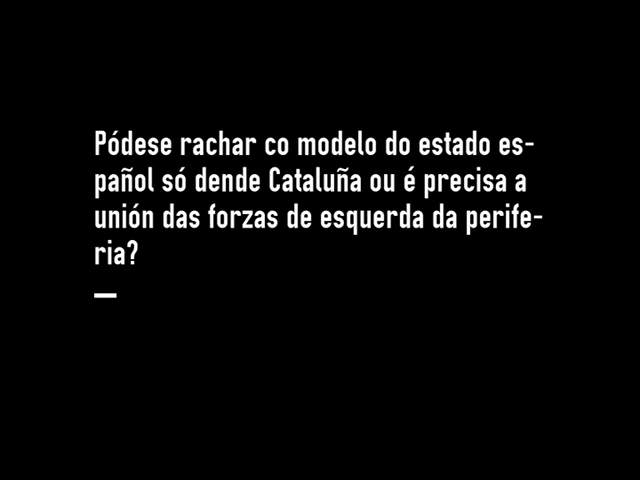 Pódese rachar co modelo do estado es-
pañol só dende Cataluña ou é precisa a
unión das forzas de esquerda da perife-
ria?